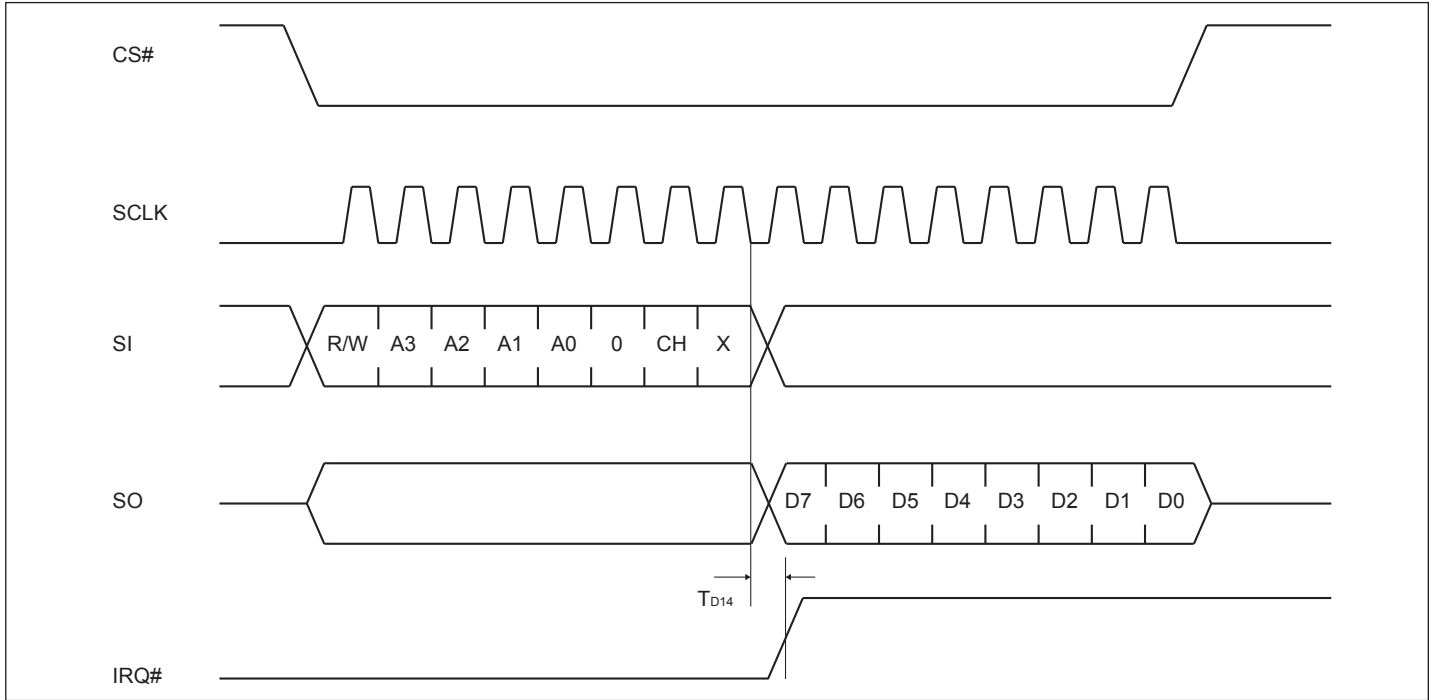 CS#
SCLK
SI
R/W A3 A2 A1 A0 0 CH X
SO
D7 D6 D5 D4 D3 D2 D1 D0
TD14
IRQ#